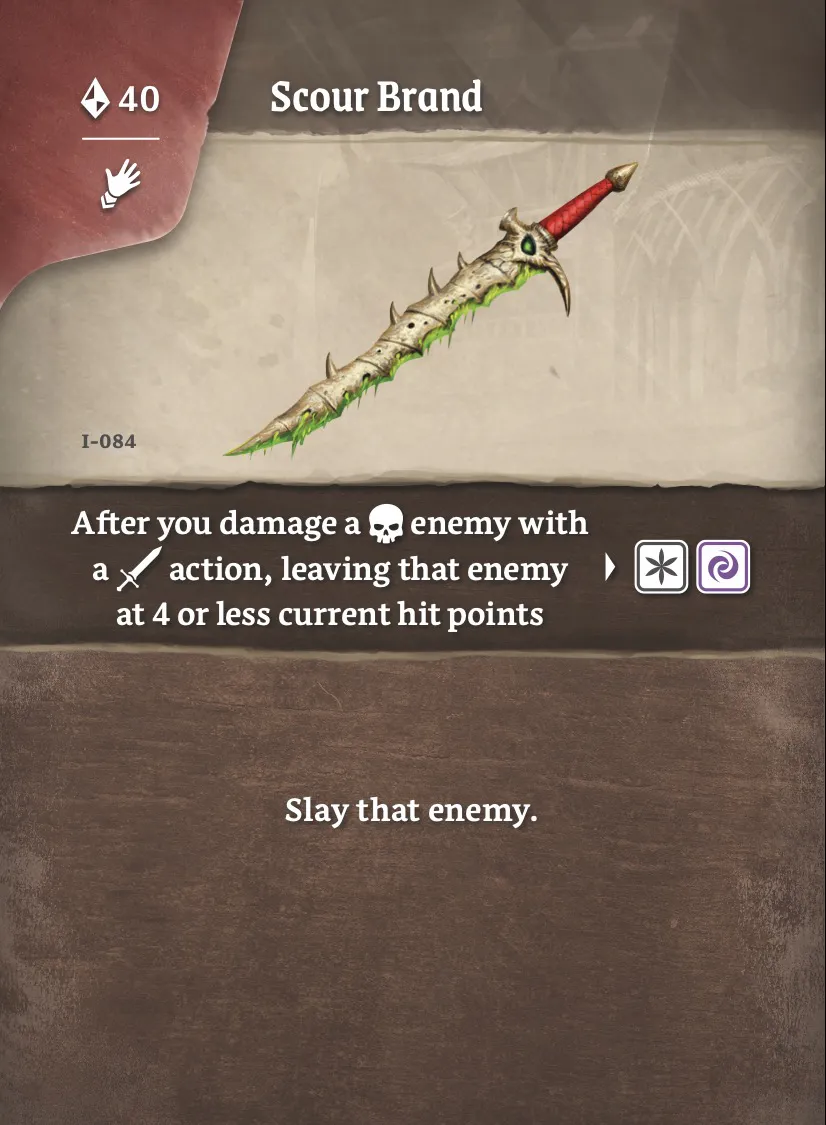 40
Scour Brand
I-084
After you damage a enemy with
a action, leaving that enemy
at 4 or less current hit points
Slay that enemy.